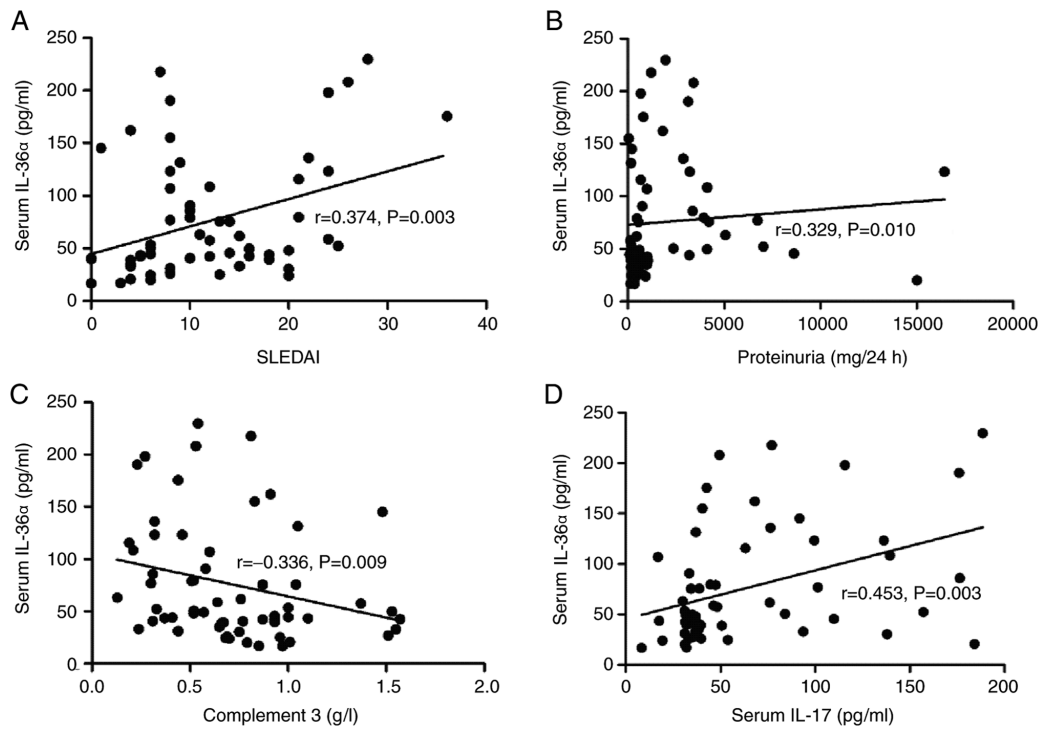 A
250
200
150
100
50
0
Serum IL-36α (pg/ml)
r=0.374, P=0.003
0 10 20 30 40
SLEDAI
B
250
200
150
100
50
0
Serum IL-36α (pg/ml)
r=0.329, P=0.010
0 5000 10000 15000 20000
Proteinuria (mg/24 h)
C
250
200
150
100
50
0
Serum IL-36α (pg/ml)
r=−0.336, P=0.009
0.0 0.5 1.0 1.5 2.0
Complement 3 (g/l)
D
250
200
150
100
50
0
Serum IL-36α (pg/ml)
r=0.453, P=0.003
0 50 100 150 200
Serum IL-17 (pg/ml)